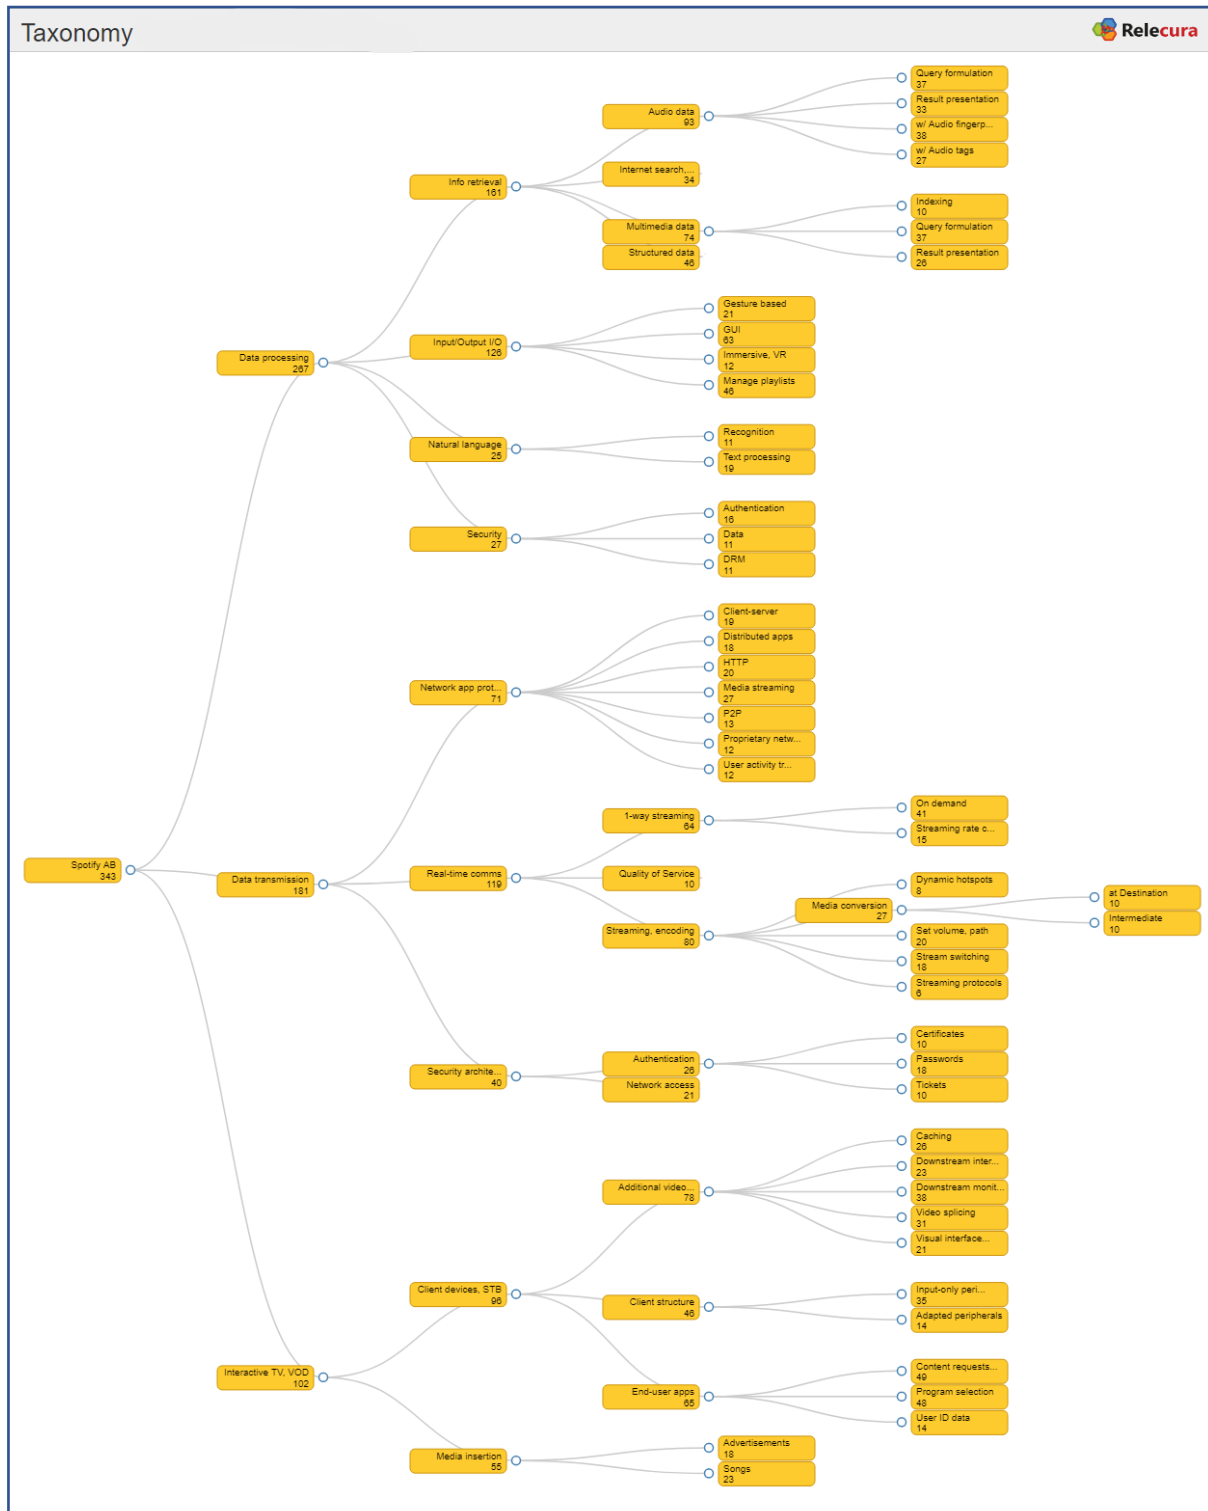 Taxonomy
Relecura
Query formulation
37
Result presentation
33
w/ Audio fingerp...
38
w/ Audio tags
27
Audio data
93
Internet search,...
34
Info retrieval
161
Multimedia data
74
Structured data
46
Indexing
10
Query formulation
37
Result presentation
26
Gesture based
21
GUI
63
Immersive, VR
12
Manage playlists
46
Input/Output I/O
126
Data processing
267
Natural language
25
Recognition
11
Text processing
19
Security
27
Authentication
16
Data
11
DRM
11
Network app prot...
71
Client-server
19
Distributed apps
18
HTTP
20
Media streaming
27
P2P
13
Proprietary netw...
12
User activity tr...
12
Spotify AB
343
Data transmission
181
Real-time comms
119
1-way streaming
64
On demand
41
Streaming rate c...
15
Quality of Service
10
Streaming, encoding
80
Dynamic hotspots
8
Media conversion
27
at Destination
10
Intermediate
10
Set volume, path
20
Stream switching
18
Streaming protocols
6
Security archite...
40
Authentication
26
Network access
21
Certificates
10
Passwords
18
Tickets
10
Additional video...
78
Caching
26
Downstream inter...
23
Downstream monit...
38
Video splicing
31
Visual interface...
21
Client devices, STB
96
Client structure
46
Input-only peri...
35
Adapted peripherals
14
Interactive TV, VOD
102
End-user apps
65
Content requests...
49
Program selection
48
User ID data
14
Media insertion
55
Advertisements
18
Songs
23